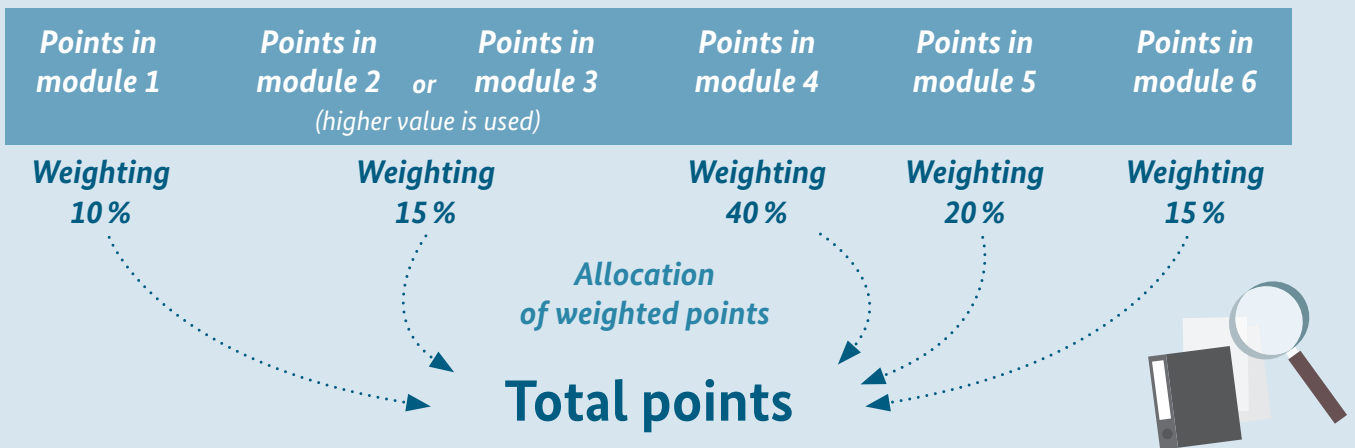 Points in module 1
Points in module 2 or Points in module 3
(higher value is used)
Points in module 4
Points in module 5
Points in module 6
Weighting 10 %
Weighting 15 %
Weighting 40 %
Weighting 20 %
Weighting 15 %
Allocation
of weighted points
Total points